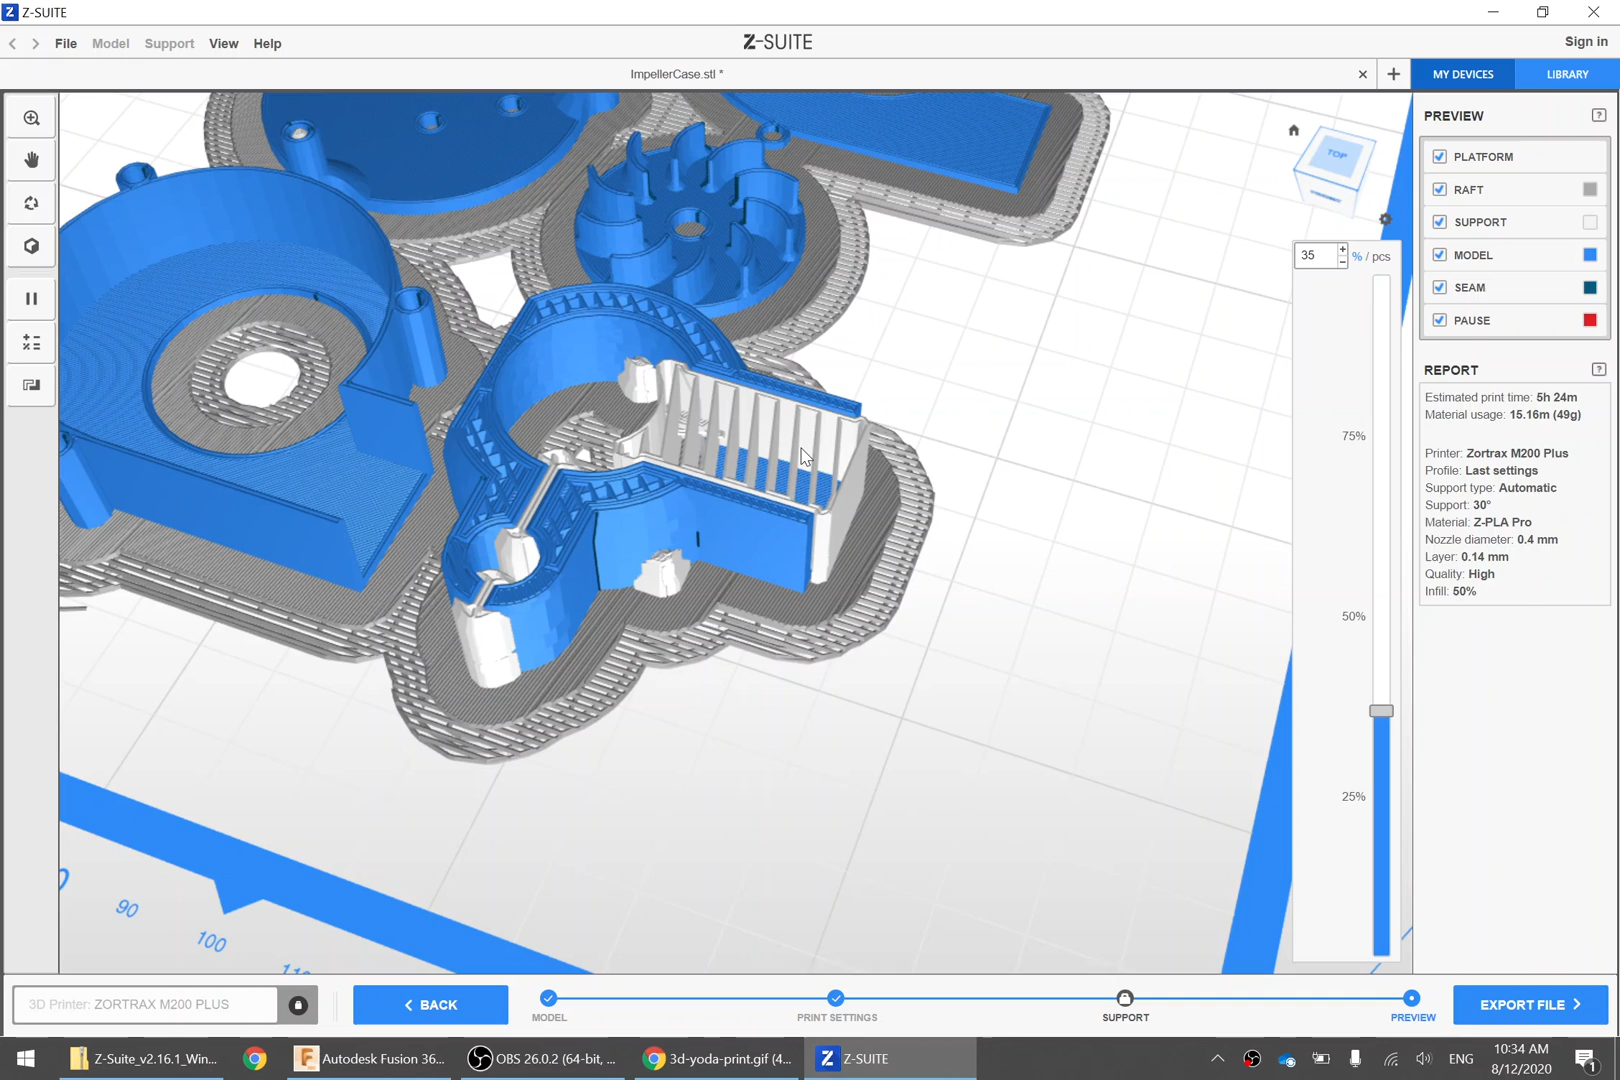 Z-SUITE
File Model Support View Help
Z-SUITE
Sign in
ImpellerCase.stl *
MY DEVICES
LIBRARY
PREVIEW
PLATFORM
RAFT
SUPPORT
MODEL
SEAM
PAUSE
TOP
35 % / pcs
75%
50%
25%
REPORT
Estimated print time: 5h 24m
Material usage: 15.16m (49g)
Printer: Zortrax M200 Plus
Profile: Last settings
Support type: Automatic
Support: 30°
Material: Z-PLA Pro
Nozzle diameter: 0.4 mm
Layer: 0.14 mm
Quality: High
Infill: 50%
90
100
3D Printer: ZORTRAX M200 PLUS
BACK
MODEL
PRINT SETTINGS
SUPPORT
PREVIEW
EXPORT FILE
Z-Suite_v2.16.1_Win...
Autodesk Fusion 36...
OBS 26.0.2 (64-bit, ...
3d-yoda-print.gif (4...
Z-SUITE
ENG
10:34 AM
8/12/2020
1